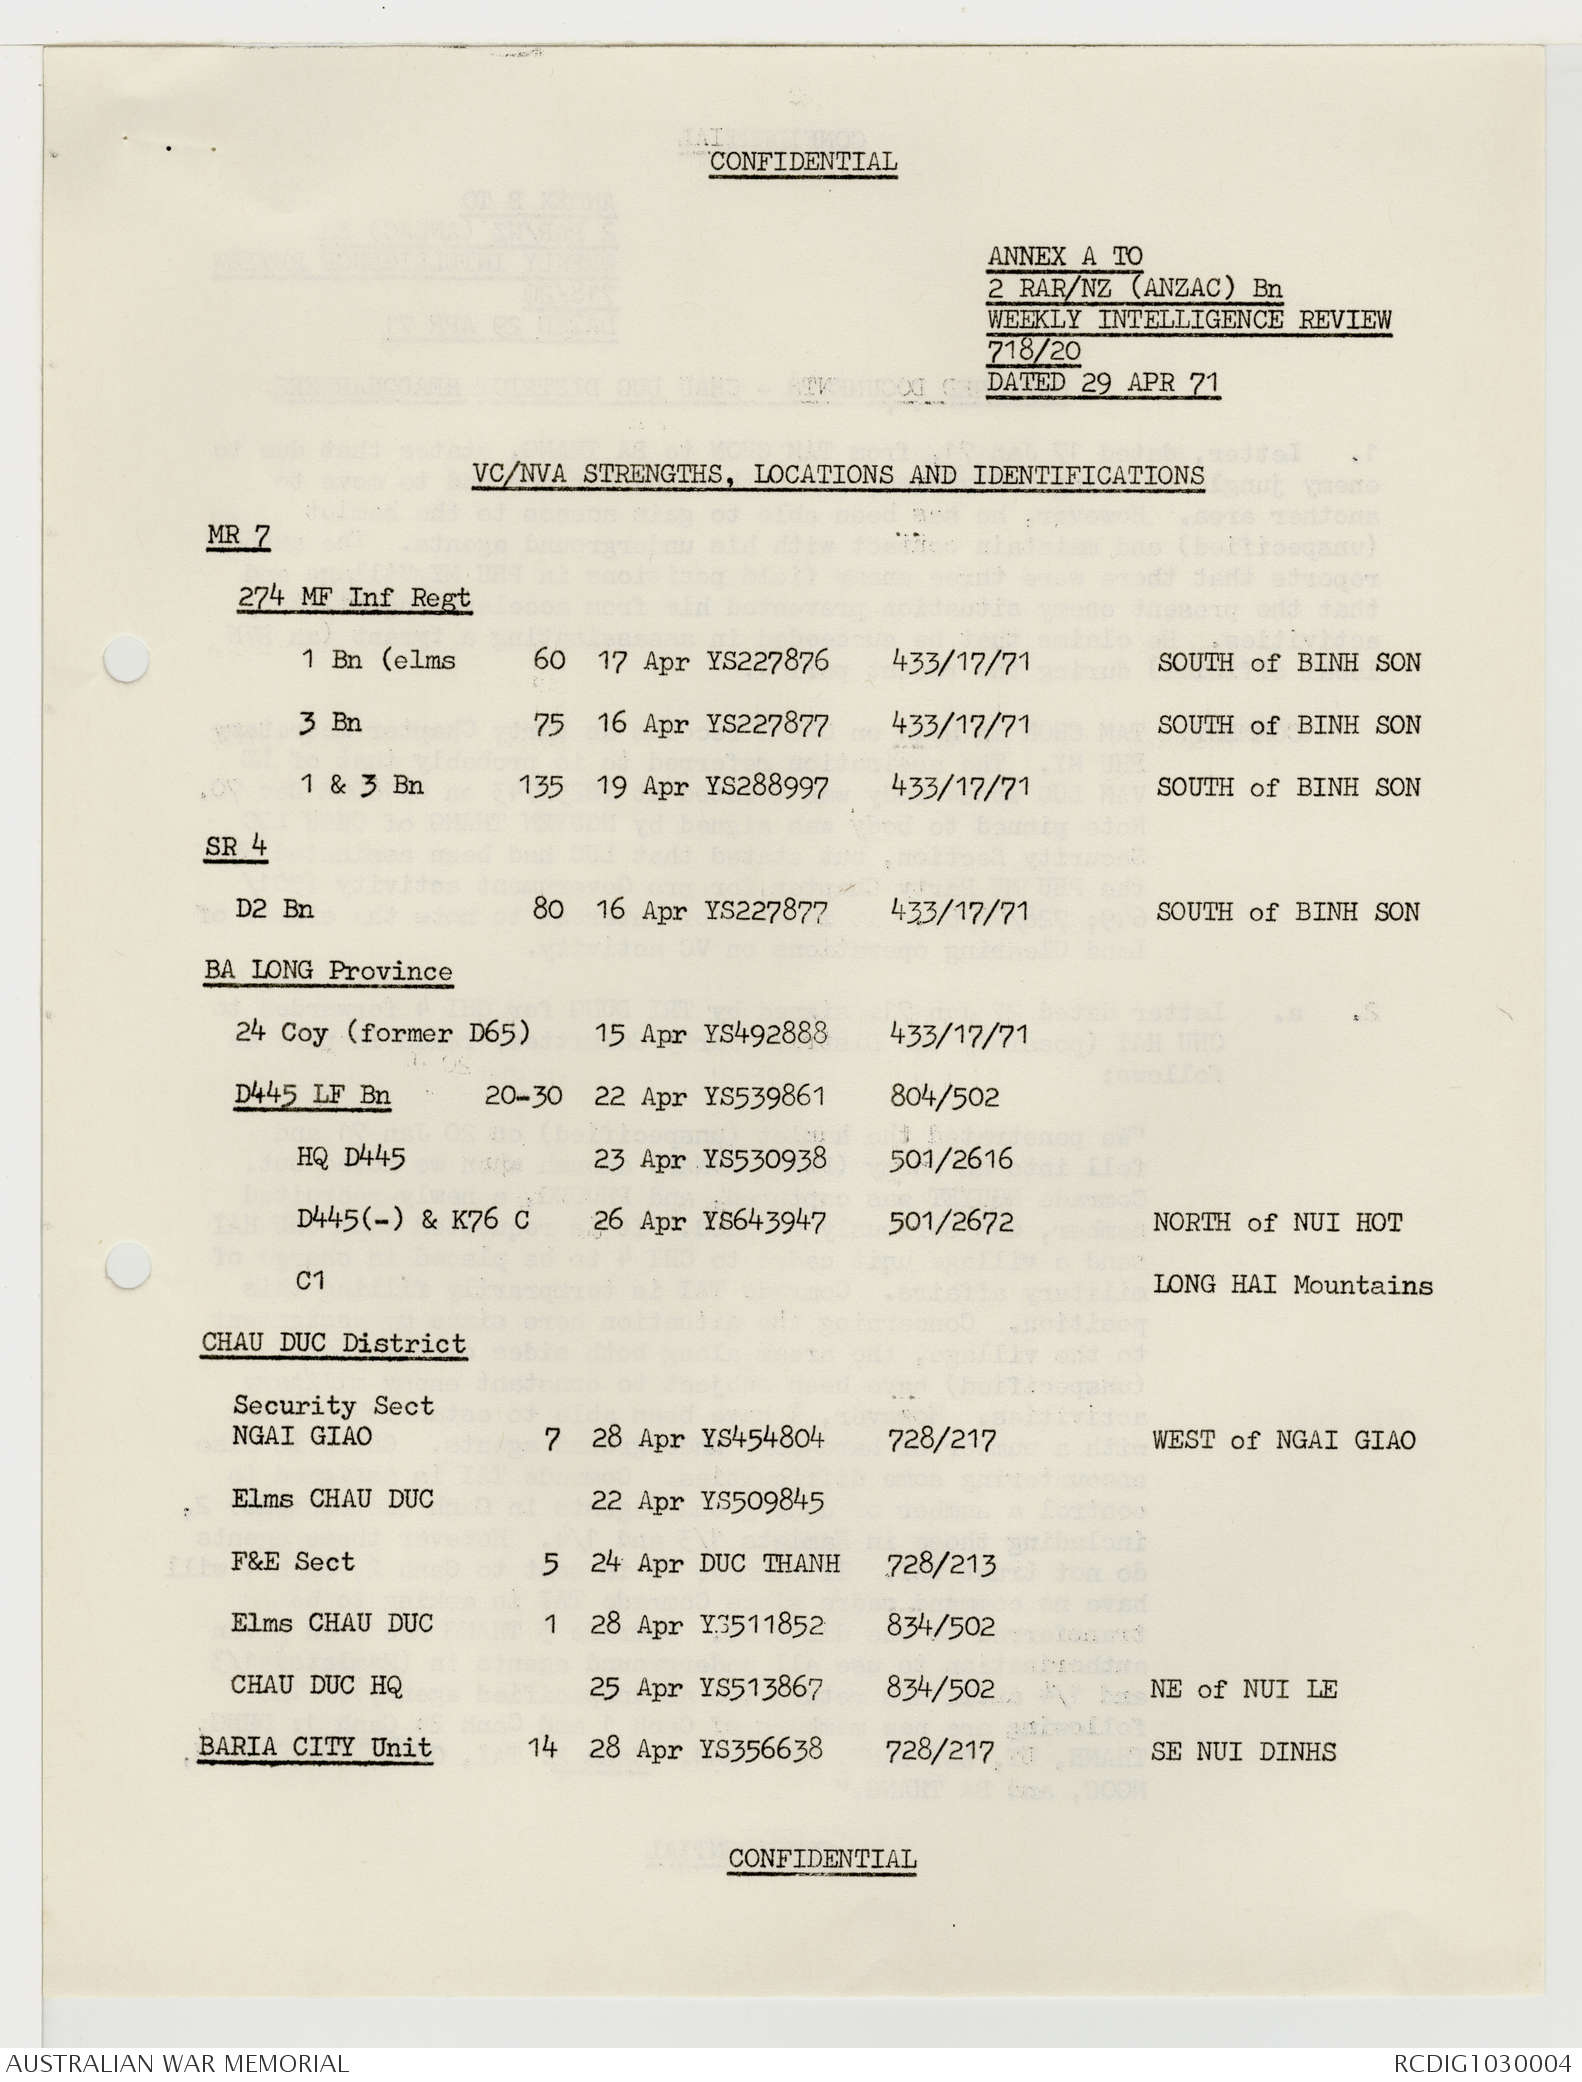 CONFIDENTIAL
ANNEX A TO
2 RAR/NZ (ANZAC) Bn
WEEKLY INTELLIGENCE REVIEW
718/20
DATED 29 APR 71
VC/NVA STRENGTHS, LOCATIONS AND IDENTIFICATIONS
MR 7
274 MF Inf Regt
1 Bn (elms 60 17 Apr YS227876 433/17/71 SOUTH of BINH SON
3 Bn 75 16 Apr YS227877 433/17/71 SOUTH of BINH SON
1 & 3 Bn 135 19 Apr YS288997 433/17/71 SOUTH of BINH SON
SR 4
D2 Bn 80 16 Apr YS227877 433/17/71 SOUTH of BINH SON
BA LONG Province
24 Coy (former D65) 15 Apr YS492888 433/17/71
D445 LF Bn 20-30 22 Apr YS539861 804/502
HQ D445 23 Apr YS530938 501/2616
D445(-) & K76 C 26 Apr YS643947 501/2672 NORTH of NUI HOT
C1 LONG HAI Mountains
CHAU DUC District
Security Sect
NGAI GIAO 7 28 Apr YS454804 728/217 WEST of NGAI GIAO
Elms CHAU DUC 22 Apr YS509845
F&E Sect 5 24 Apr DUC THANH 728/213
Elms CHAU DUC 1 28 Apr YS511852 834/502
CHAU DUC HQ 25 Apr YS513867 834/502 NE of NUI LE
BARIA CITY Unit 14 28 Apr YS356638 728/217 SE NUI DINHS
CONFIDENTIAL
AUSTRALIAN WAR MEMORIAL RCDIG1030004